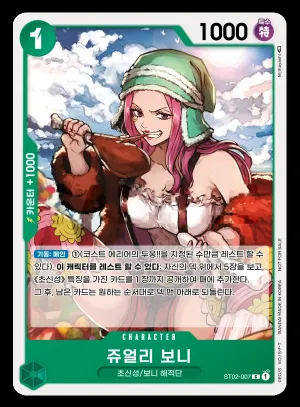 1
1000
특
特
카운터 +1000
기동: 메인 ①(코스트 에리어의 두웅!!을 지정된 수만큼 레스트 할 수
있다). 이 캐릭터를 레스트 할 수 있다: 자신의 덱 위에서 5장을 보고,
《초신성》 특징을 가진 카드를 1장까지 공개하여 패에 추가한다.
그 후, 남은 카드는 원하는 순서대로 덱 맨 아래로 되돌린다.
CHARACTER
쥬얼리 보니
초신성/보니 해적단
ST02-007 C 1